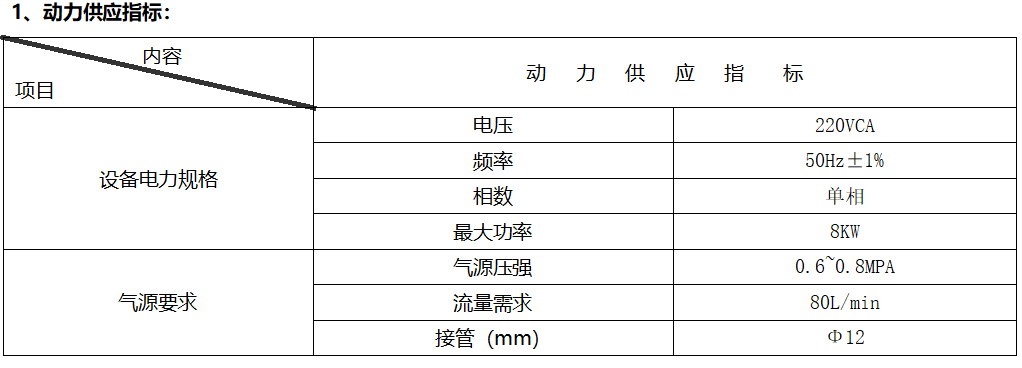 1、动力供应指标：
内容
项目
动 力 供 应 指 标
设备电力规格
电压 220VCA
频率 50Hz±1%
相数 单相
最大功率 8KW
气源要求
气源压强 0.6~0.8MPA
流量需求 80L/min
接管（mm） Φ12